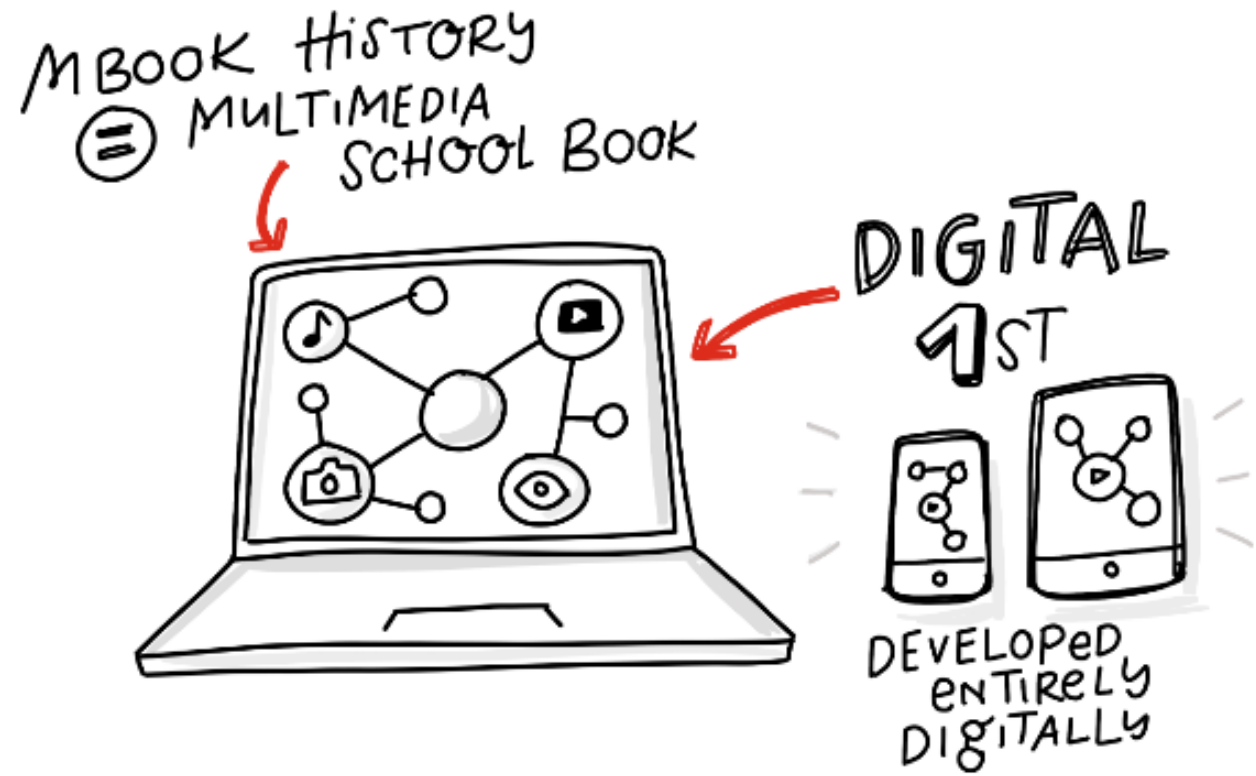 MBOOK HISTORY
= MULTIMEDIA
SCHOOL BOOK
DIGITAL
1ST
DEVELOPED
ENTIRELY
DIGITALLY